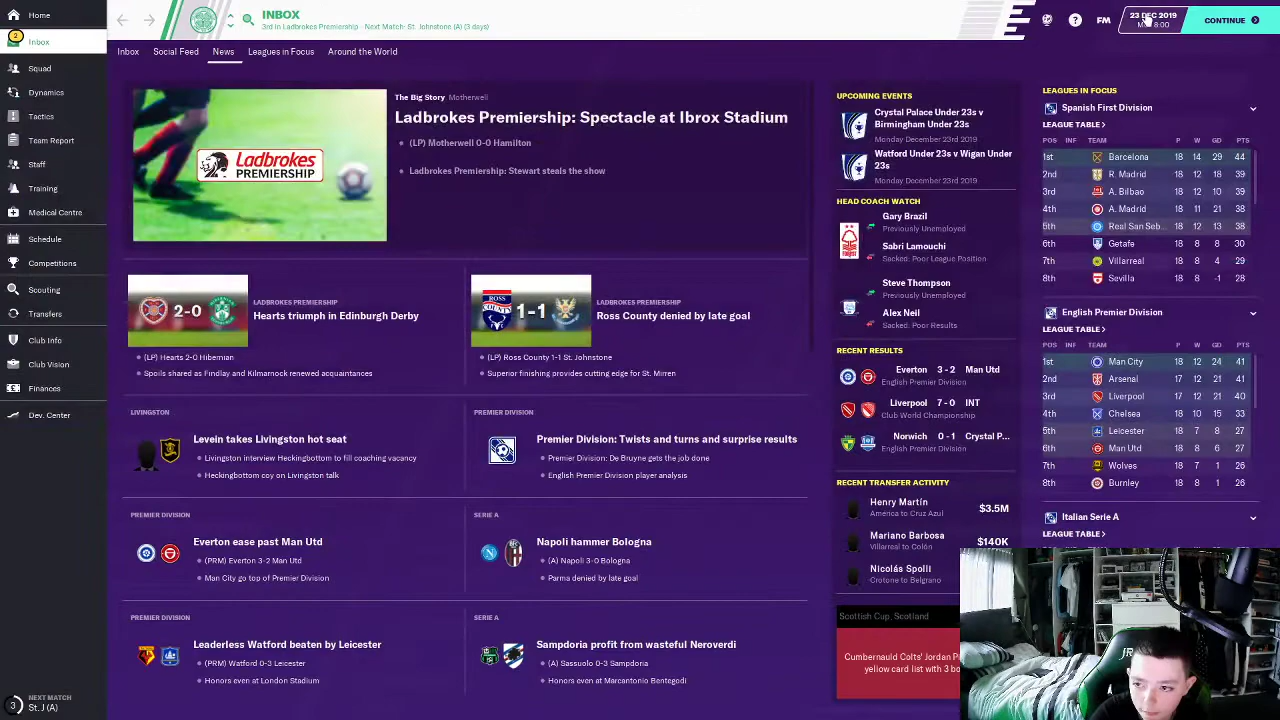 INBOX
3rd in Ladbrokes Premiership - Next Match: St. Johnstone (A) (3 days)
FM
23 DEC 2019
8:00
CONTINUE
2
Inbox
Squad
Dynamics
Tactics
Team Report
Staff
Training
Medical Centre
Schedule
Competitions
Scouting
Transfers
Club Info
Club Vision
Finances
Dev. Center
3
NEXT MATCH
St. J (A)
Inbox
Social Feed
News
Leagues in Focus
Around the World
Ladbrokes
PREMIERSHIP
The Big Story Motherwell
Ladbrokes Premiership: Spectacle at Ibrox Stadium
(LP) Motherwell 0-0 Hamilton
Ladbrokes Premiership: Stewart steals the show
2-0
LADBROKES PREMIERSHIP
Hearts triumph in Edinburgh Derby
(LP) Hearts 2-0 Hibernian
Spoils shared as Findlay and Kilmarnock renewed acquaintances
ROSS
COUNTY
1-1
LADBROKES PREMIERSHIP
Ross County denied by late goal
(LP) Ross County 1-1 St. Johnstone
Superior finishing provides cutting edge for St. Mirren
LIVINGSTON
Levein takes Livingston hot seat
Livingston interview Heckingbottom to fill coaching vacancy
Heckingbottom coy on Livingston talk
PREMIER DIVISION
Premier Division: Twists and turns and surprise results
Premier Division: De Bruyne gets the job done
English Premier Division player analysis
PREMIER DIVISION
Everton ease past Man Utd
(PRM) Everton 3-2 Man Utd
Man City go top of Premier Division
SERIE A
Napoli hammer Bologna
(A) Napoli 3-0 Bologna
Parma denied by late goal
PREMIER DIVISION
Leaderless Watford beaten by Leicester
(PRM) Watford 0-3 Leicester
Honors even at London Stadium
SERIE A
Sampdoria profit from wasteful Neroverdi
(A) Sassuolo 0-3 Sampdoria
Honors even at Marcantonio Bentegodi
UPCOMING EVENTS
Crystal Palace Under 23s v
Birmingham Under 23s
Monday December 23rd 2019
Watford Under 23s v Wigan Under
23s
Monday December 23rd 2019
HEAD COACH WATCH
Gary Brazil
Previously Unemployed
Sabri Lamouchi
Sacked: Poor League Position
Steve Thompson
Previously Unemployed
Alex Neil
Sacked: Poor Results
RECENT RESULTS
Everton 3 - 2 Man Utd
English Premier Division
Liverpool 7 - 0 INT
Club World Championship
Norwich 0 - 1 Crystal P...
English Premier Division
RECENT TRANSFER ACTIVITY
Henry Martín
America to Cruz Azul
$3.5M
Mariano Barbosa
Villarreal to Colón
$140K
Nicolás Spolli
Crotone to Belgrano
Scottish Cup, Scotland
Cumbernauld Colts' Jordan P
yellow card list with 3 bo
LEAGUES IN FOCUS
Spanish First Division
LEAGUE TABLE >
POS INF TEAM P W GD PTS
1st Barcelona 18 14 29 44
2nd R. Madrid 18 12 18 39
3rd A. Bilbao 18 12 10 39
4th A. Madrid 18 11 21 38
5th Real San Seb... 18 12 13 38
6th Getafe 18 8 8 30
7th Villarreal 18 8 4 29
8th Sevilla 18 8 -1 28
English Premier Division
LEAGUE TABLE >
POS INF TEAM P W GD PTS
1st Man City 18 12 24 41
2nd Arsenal 17 12 21 41
3rd Liverpool 17 12 21 40
4th Chelsea 18 10 15 33
5th Leicester 18 7 8 27
6th Man Utd 18 8 6 27
7th Wolves 18 7 1 26
8th Burnley 18 8 1 26
Italian Serie A
LEAGUE TABLE >